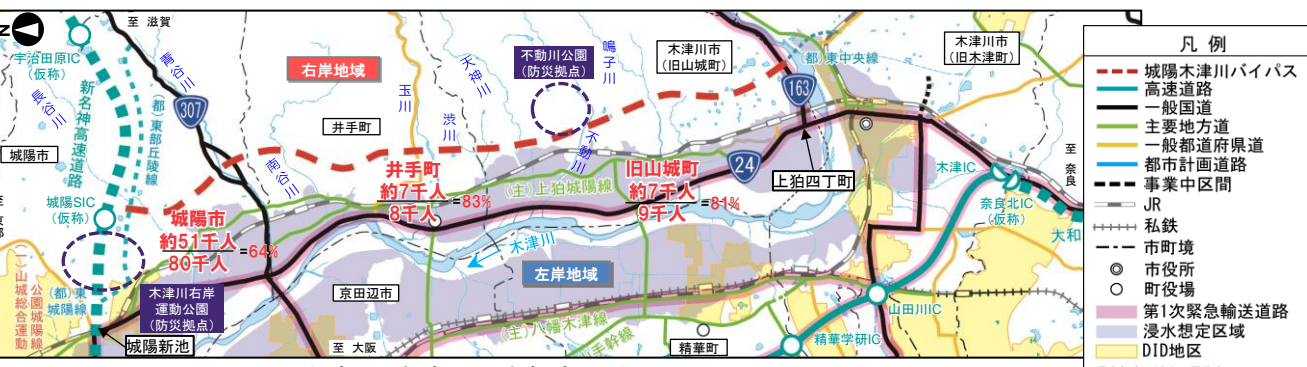 N
至 滋賀
宇治田原IC
(仮称)
長谷川
新名神高速道路
(都)東部丘陵線
青谷川
307
城陽市
城陽SIC
(仮称)
南谷川
右岸地域
井手町
玉川
渋川
天神川
不動川公園
(防災拠点)
鳴子川
不動川
木津川市
(旧山城町)
163
(都)東中央線
木津川市
(旧木津町)
城陽市
約51千人
80千人
=64%
井手町
約7千人
8千人
=83%
(主)上狛城陽線
旧山城町
約7千人
9千人
=81%
24
上狛四丁町
木津IC
奈良北IC
(仮称)
至 奈良
大和
木津川
左岸地域
(都)東城陽線
木津川右岸
運動公園
(防災拠点)
城陽新池
京田辺市
至 大阪
(主)八幡木津線
精華町
山田川IC
精華学研IC
凡 例
城陽木津川バイパス
高速道路
一般国道
主要地方道
一般都道府県道
都市計画道路
事業中区間
JR
私鉄
市町境
市役所
町役場
第1次緊急輸送道路
浸水想定区域
DID地区